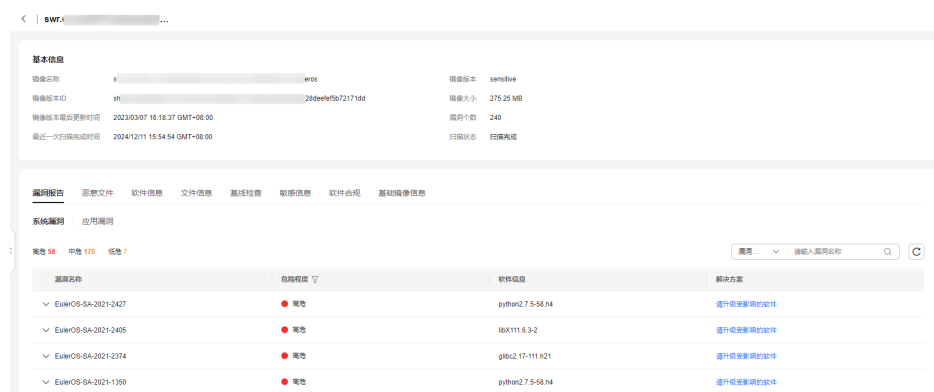 swr. ...
基本信息
镜像名称 s eros 镜像版本 sensitive
镜像版本ID sh 28deefef5b72171dd 镜像大小 275.25 MB
镜像版本最后更新时间 2023/03/07 16:18:37 GMT+08:00 漏洞个数 240
最近一次扫描完成时间 2024/12/11 15:54:54 GMT+08:00 扫描状态 扫描完成
漏洞报告 恶意文件 软件信息 文件信息 基线检查 敏感信息 软件合规 基础镜像信息
系统漏洞 应用漏洞
高危 58 中危 175 低危 7 漏洞... 请输入漏洞名称
漏洞名称 危险程度 软件信息 解决方案
EulerOS-SA-2021-2427 高危 python2.7.5-58.h4 请升级受影响的软件
EulerOS-SA-2021-2405 高危 libX111.6.3-2 请升级受影响的软件
EulerOS-SA-2021-2374 高危 glibc2.17-111.h21 请升级受影响的软件
EulerOS-SA-2021-1350 高危 python2.7.5-58.h4 请升级受影响的软件